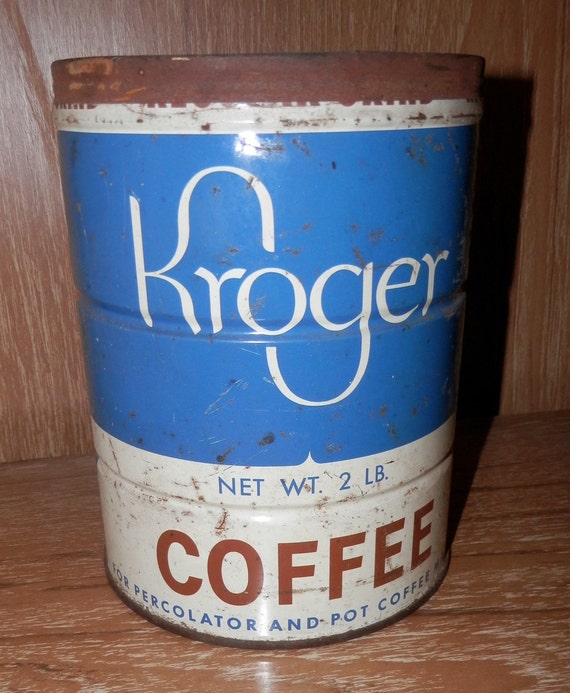 Kroger
NET WT. 2 LB.
COFFEE
FOR PERCOLATOR AND POT COFFEE